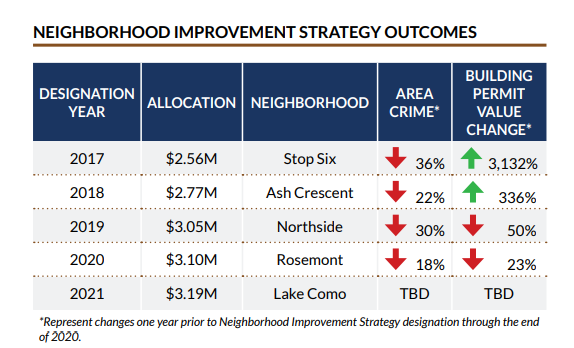 NEIGHBORHOOD IMPROVEMENT STRATEGY OUTCOMES
DESIGNATION YEAR ALLOCATION NEIGHBORHOOD AREA CRIME* BUILDING PERMIT VALUE CHANGE*
2017 $2.56M Stop Six 36% 3,132%
2018 $2.77M Ash Crescent 22% 336%
2019 $3.05M Northside 30% 50%
2020 $3.10M Rosemont 18% 23%
2021 $3.19M Lake Como TBD TBD
*Represent changes one year prior to Neighborhood Improvement Strategy designation through the end
of 2020.